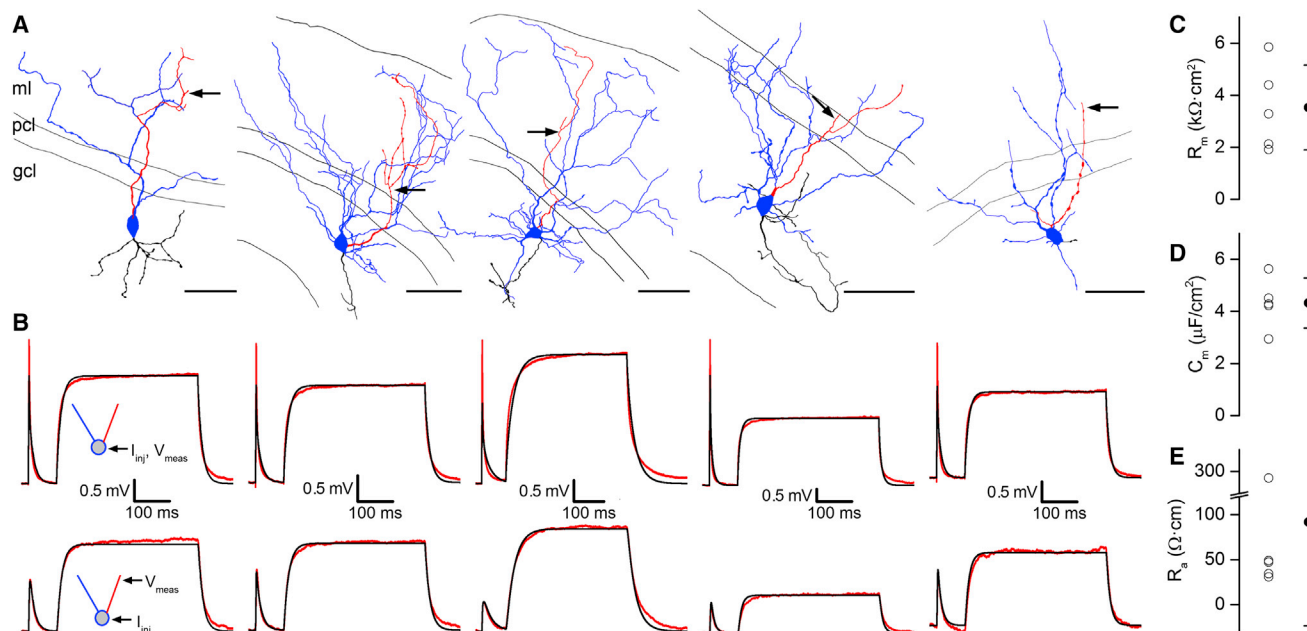 A
ml
pcl
gcl
B
I_inj, V_meas
0.5 mV
100 ms
0.5 mV
100 ms
0.5 mV
100 ms
0.5 mV
100 ms
0.5 mV
100 ms
V_meas
I_inj
C
R_m (kΩ·cm²)
6
4
2
0
D
C_m (µF/cm²)
6
4
2
0
E
R_a (Ω·cm)
300
100
50
0